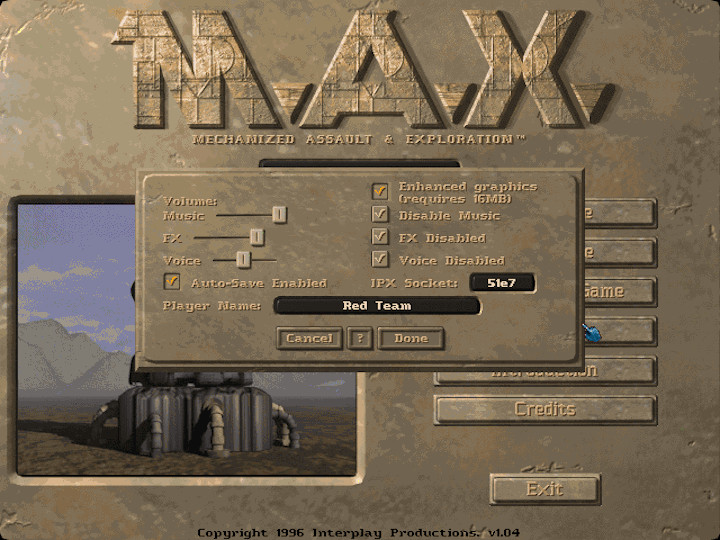 M.A.X.
MECHANIZED ASSAULT & EXPLORATION™
Volume:
Music
FX
Voice
Auto-Save Enabled
Enhanced graphics
(requires 16MB)
Disable Music
FX Disabled
Voice Disabled
IPX Socket: 51e7
Player Name: Red Team
Cancel ? Done
Game
Introduction
Credits
Exit
Copyright 1996 Interplay Productions. v1.04